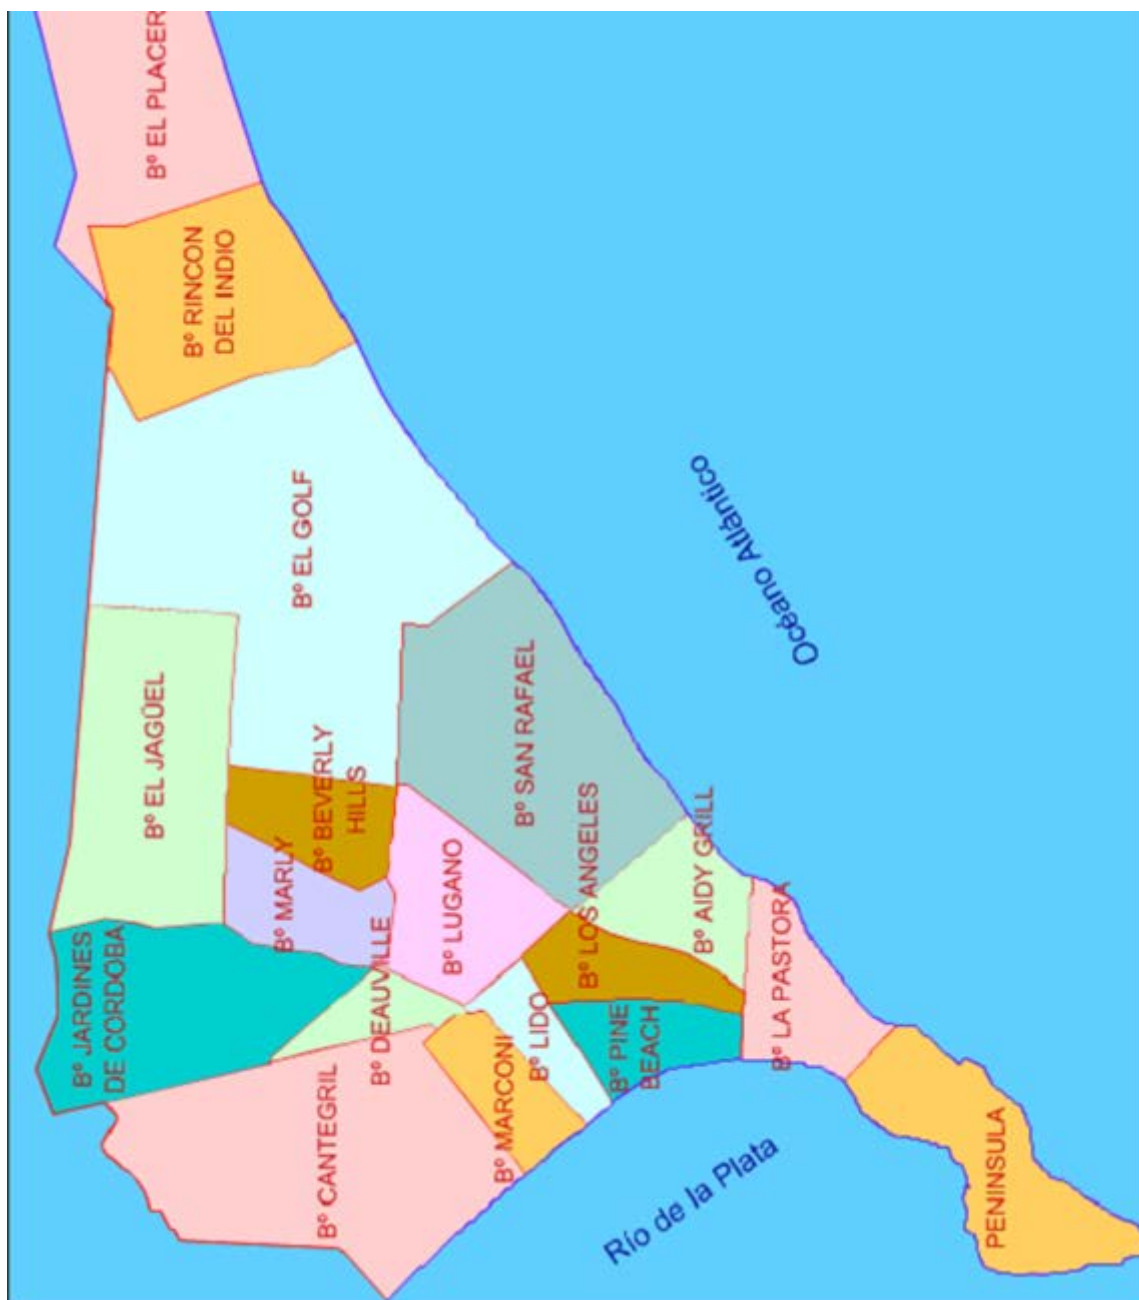 Bº EL PLACER
Bº RINCON
DEL INDIO
Bº EL GOLF
Bº EL JAGÜEL
Bº SAN RAFAEL
Bº BEVERLY
HILLS
Bº MARLY
Bº LUGANO
Bº LOS ANGELES
Bº AIDY GRILL
Bº JARDINES
DE CORDOBA
Bº DEAUVILLE
Bº LIDO
Bº PINE
BEACH
Bº LA PASTORA
Bº MARCONI
Bº CANTEGRIL
PENINSULA
Océano Atlàntico
Río de la Plata